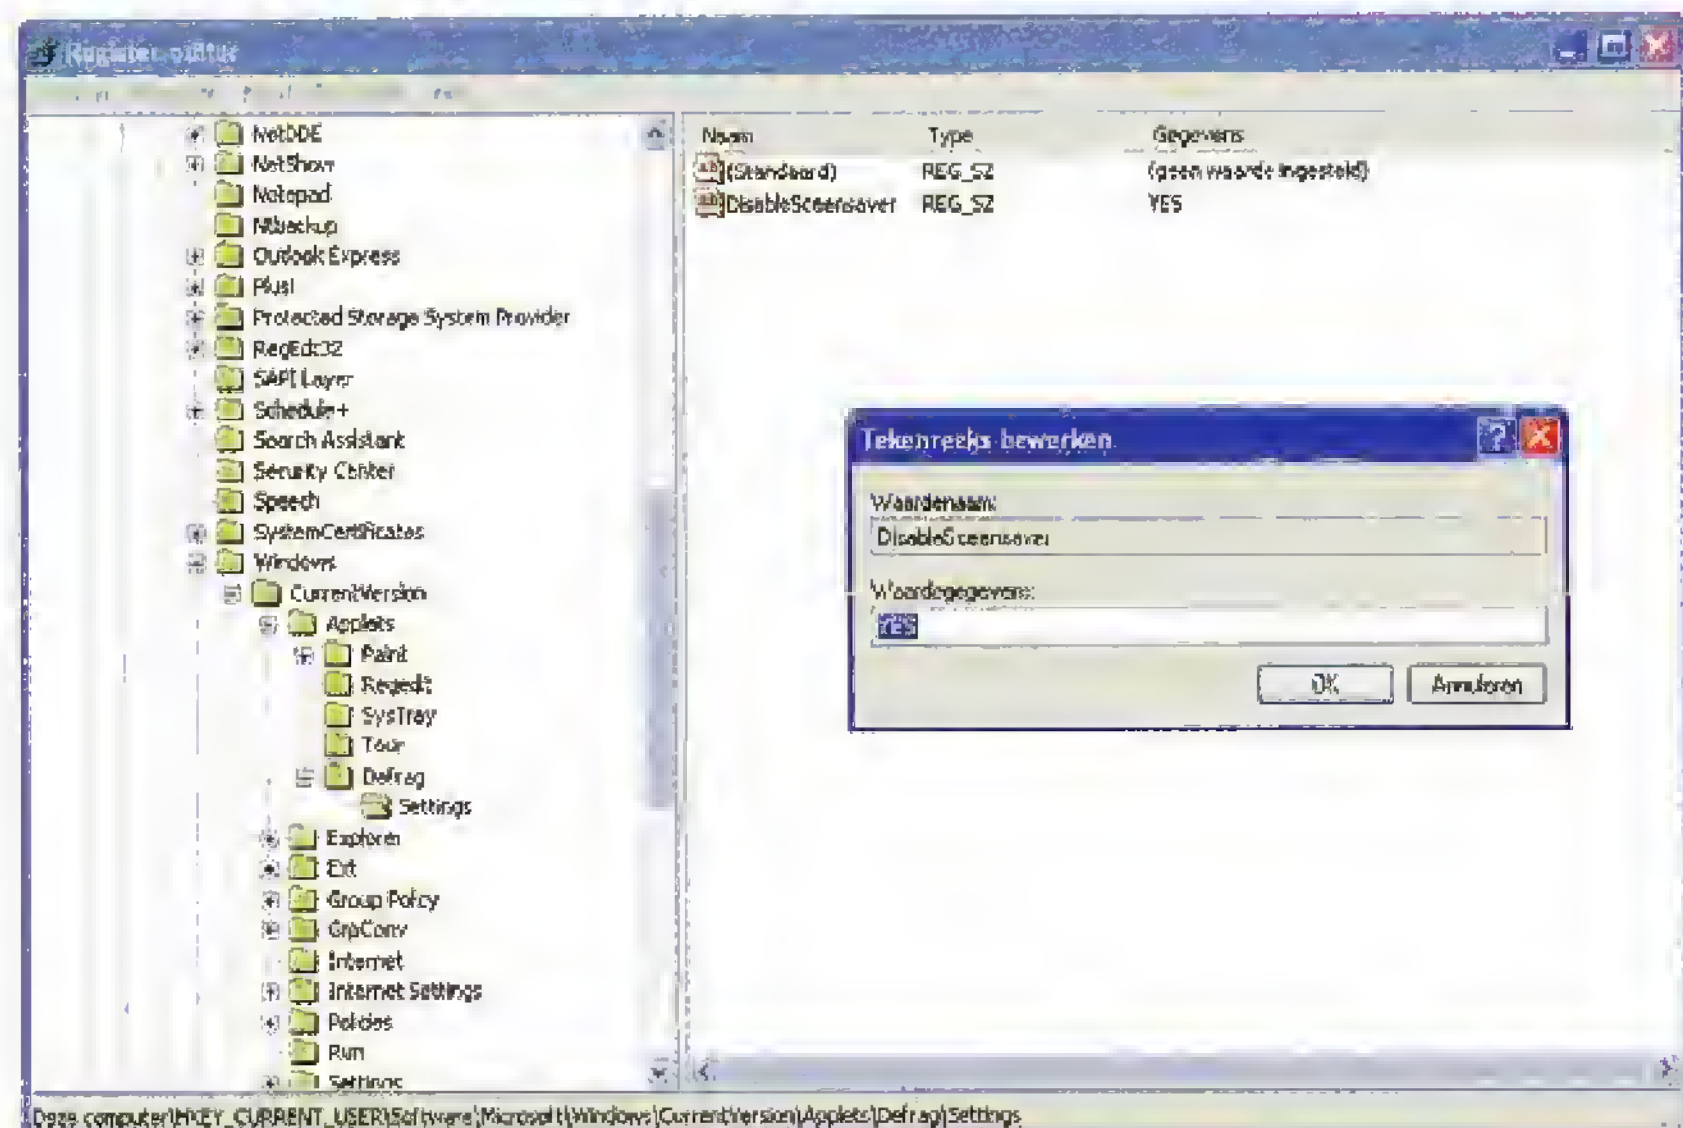 Register-editor
NetDDE
NetShow
Notepad
Ntbackup
Outlook Express
Plus!
Protected Storage System Provider
RegEdt32
SAPI Layer
Schedule+
Search Assistant
Security Center
Speech
SystemCertificates
Windows
CurrentVersion
Applets
Paint
Regedit
SysTray
Tour
Defrag
Settings
Explorer
Ext
Group Policy
GrpConv
Internet
Internet Settings
Policies
Run
Settings
Naam Type Gegevens
(Standaard) REG_SZ (geen waarde ingesteld)
DisableSceensaver REG_SZ YES
Tekenreeks bewerken
Waardenaam:
DisableSceensaver
Waardegegevens:
YES
OK Annuleren
Deze computer\HKEY_CURRENT_USER\Software\Microsoft\Windows\CurrentVersion\Applets\Defrag\Settings